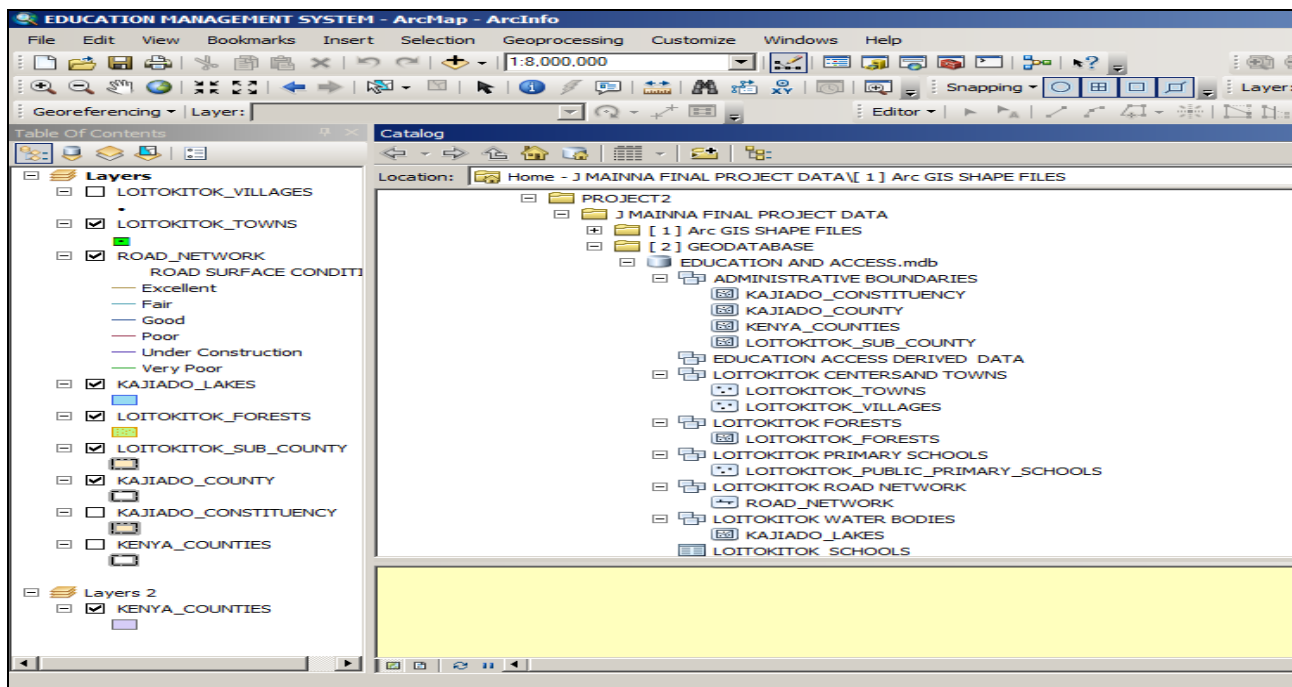 EDUCATION MANAGEMENT SYSTEM - ArcMap - ArcInfo
File Edit View Bookmarks Insert Selection Geoprocessing Customize Windows Help
1:8,000,000
Snapping Layer:
Georeferencing Layer: Editor
Table Of Contents
Layers
LOITOKITOK_VILLAGES
LOITOKITOK_TOWNS
ROAD_NETWORK
ROAD SURFACE CONDITI
Excellent
Fair
Good
Poor
Under Construction
Very Poor
KAJIADO_LAKES
LOITOKITOK_FORESTS
LOITOKITOK_SUB_COUNTY
KAJIADO_COUNTY
KAJIADO_CONSTITUENCY
KENYA_COUNTIES
Layers 2
KENYA_COUNTIES
Catalog
Location: Home - J MAINNA FINAL PROJECT DATA\[ 1] Arc GIS SHAPE FILES
PROJECT2
J MAINNA FINAL PROJECT DATA
[ 1 ] Arc GIS SHAPE FILES
[ 2 ] GEODATABASE
EDUCATION AND ACCESS.mdb
ADMINISTRATIVE BOUNDARIES
KAJIADO_CONSTITUENCY
KAJIADO_COUNTY
KENYA_COUNTIES
LOITOKITOK_SUB_COUNTY
EDUCATION ACCESS DERIVED DATA
LOITOKITOK CENTERSAND TOWNS
LOITOKITOK_TOWNS
LOITOKITOK_VILLAGES
LOITOKITOK FORESTS
LOITOKITOK_FORESTS
LOITOKITOK PRIMARY SCHOOLS
LOITOKITOK_PUBLIC_PRIMARY_SCHOOLS
LOITOKITOK ROAD NETWORK
ROAD_NETWORK
LOITOKITOK WATER BODIES
KAJIADO_LAKES
LOITOKITOK_SCHOOLS